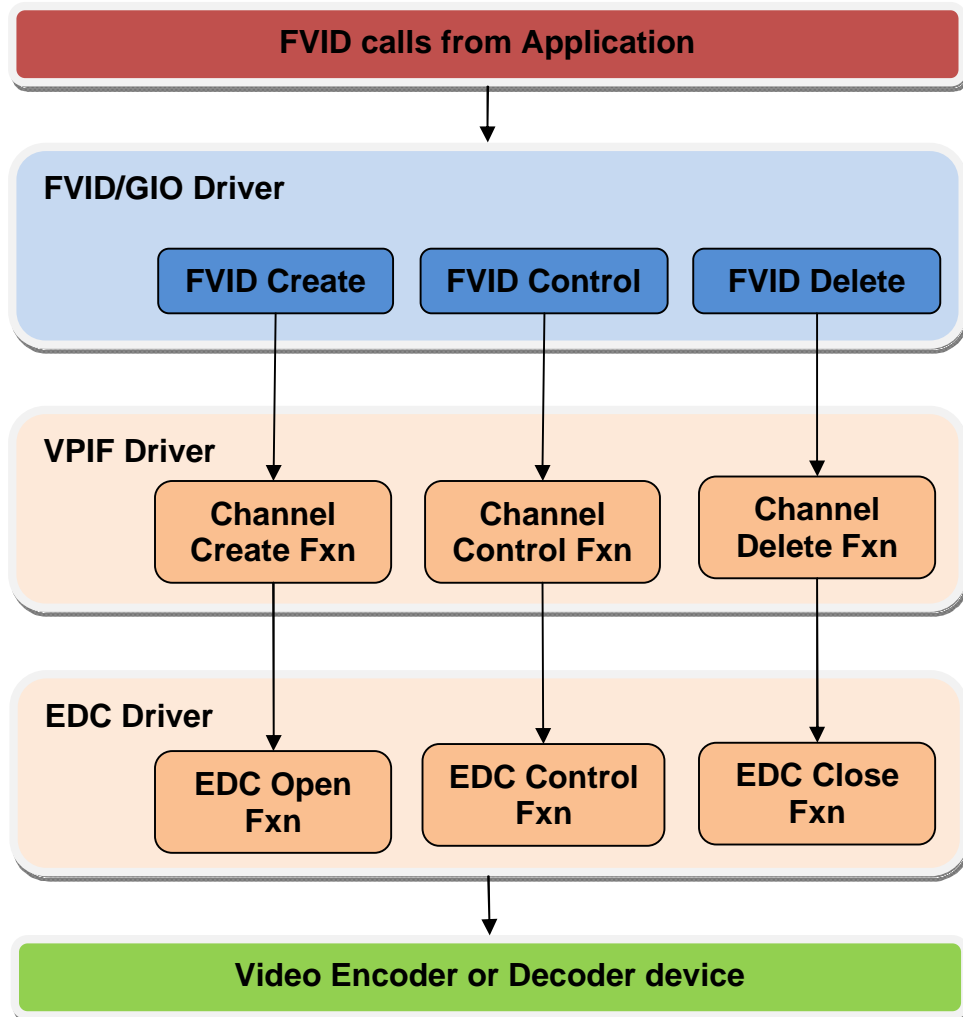 FVID calls from Application
FVID/GIO Driver
FVID Create
FVID Control
FVID Delete
VPIF Driver
Channel
Create Fxn
Channel
Control Fxn
Channel
Delete Fxn
EDC Driver
EDC Open
Fxn
EDC Control
Fxn
EDC Close
Fxn
Video Encoder or Decoder device